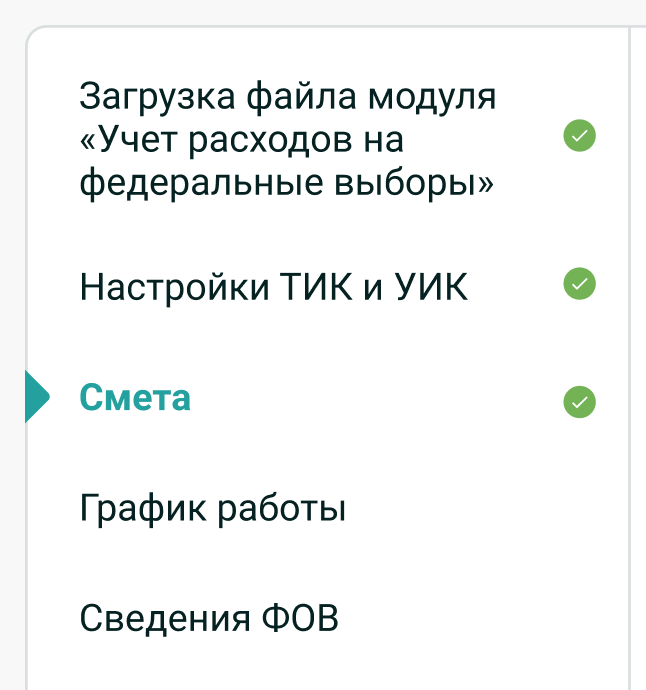 Загрузка файла модуля
«Учет расходов на
федеральные выборы»
Настройки ТИК и УИК
Смета
График работы
Сведения ФОВ